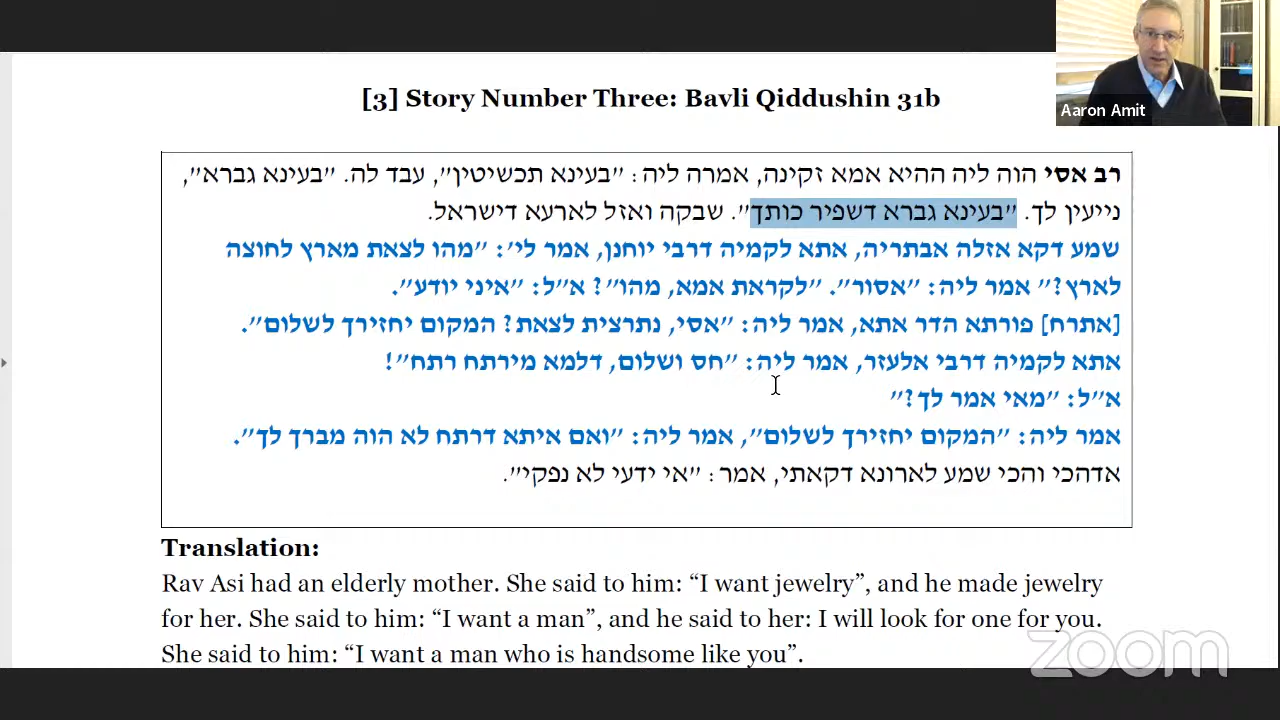 Aaron Amit
[3] Story Number Three: Bavli Qiddushin 31b
רב אסי הוה ליה ההיא אמא זקינה, אמרה ליה: "בעינא תכשיטין", עבד לה. "בעינא גברא",
נייעין לך. "בעינא גברא דשפיר כותך". שבקה ואזל לארעא דישראל.
שמע דקא אזלה אבתריה, אתא לקמיה דרבי יוחנן, אמר לי': "מהו לצאת מארץ לחוצה
לארץ?" אמר ליה: "אסור". "לקראת אמא, מהו"? א"ל: "איני יודע".
[אתרח] פורתא הדר אתא, אמר ליה: "אסי, נתרצית לצאת? המקום יחזירך לשלום".
אתא לקמיה דרבי אלעזר, אמר ליה: "חס ושלום, דלמא מירתח רתח"!
א"ל: "מאי אמר לך?"
אמר ליה: "המקום יחזירך לשלום", אמר ליה: "ואם איתא דרתח לא הוה מברך לך".
אדהכי והכי שמע לארונא דקאתי, אמר: "אי ידעי לא נפקי".
Translation:
Rav Asi had an elderly mother. She said to him: “I want jewelry”, and he made jewelry
for her. She said to him: “I want a man”, and he said to her: I will look for one for you.
She said to him: “I want a man who is handsome like you”.
zoom